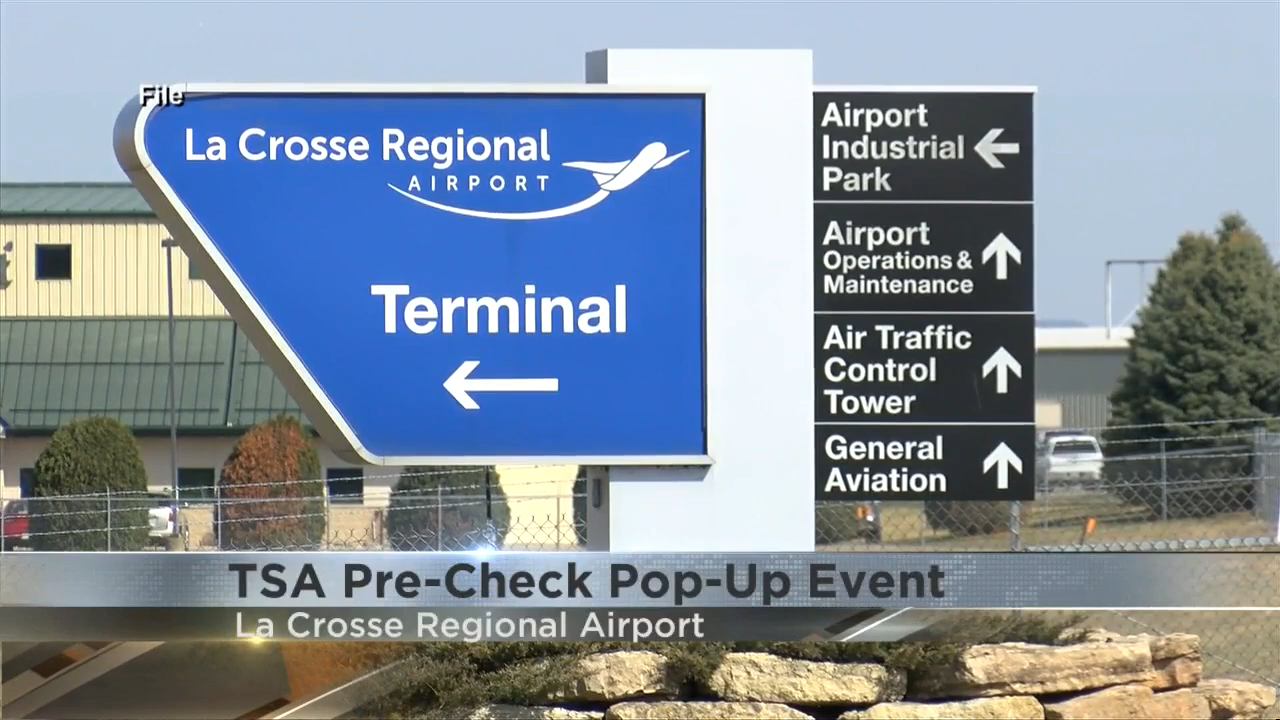 File
La Crosse Regional
AIRPORT
Terminal
Airport
Industrial
Park
Airport
Operations &
Maintenance
Air Traffic
Control
Tower
General
Aviation
TSA Pre-Check Pop-Up Event
La Crosse Regional Airport